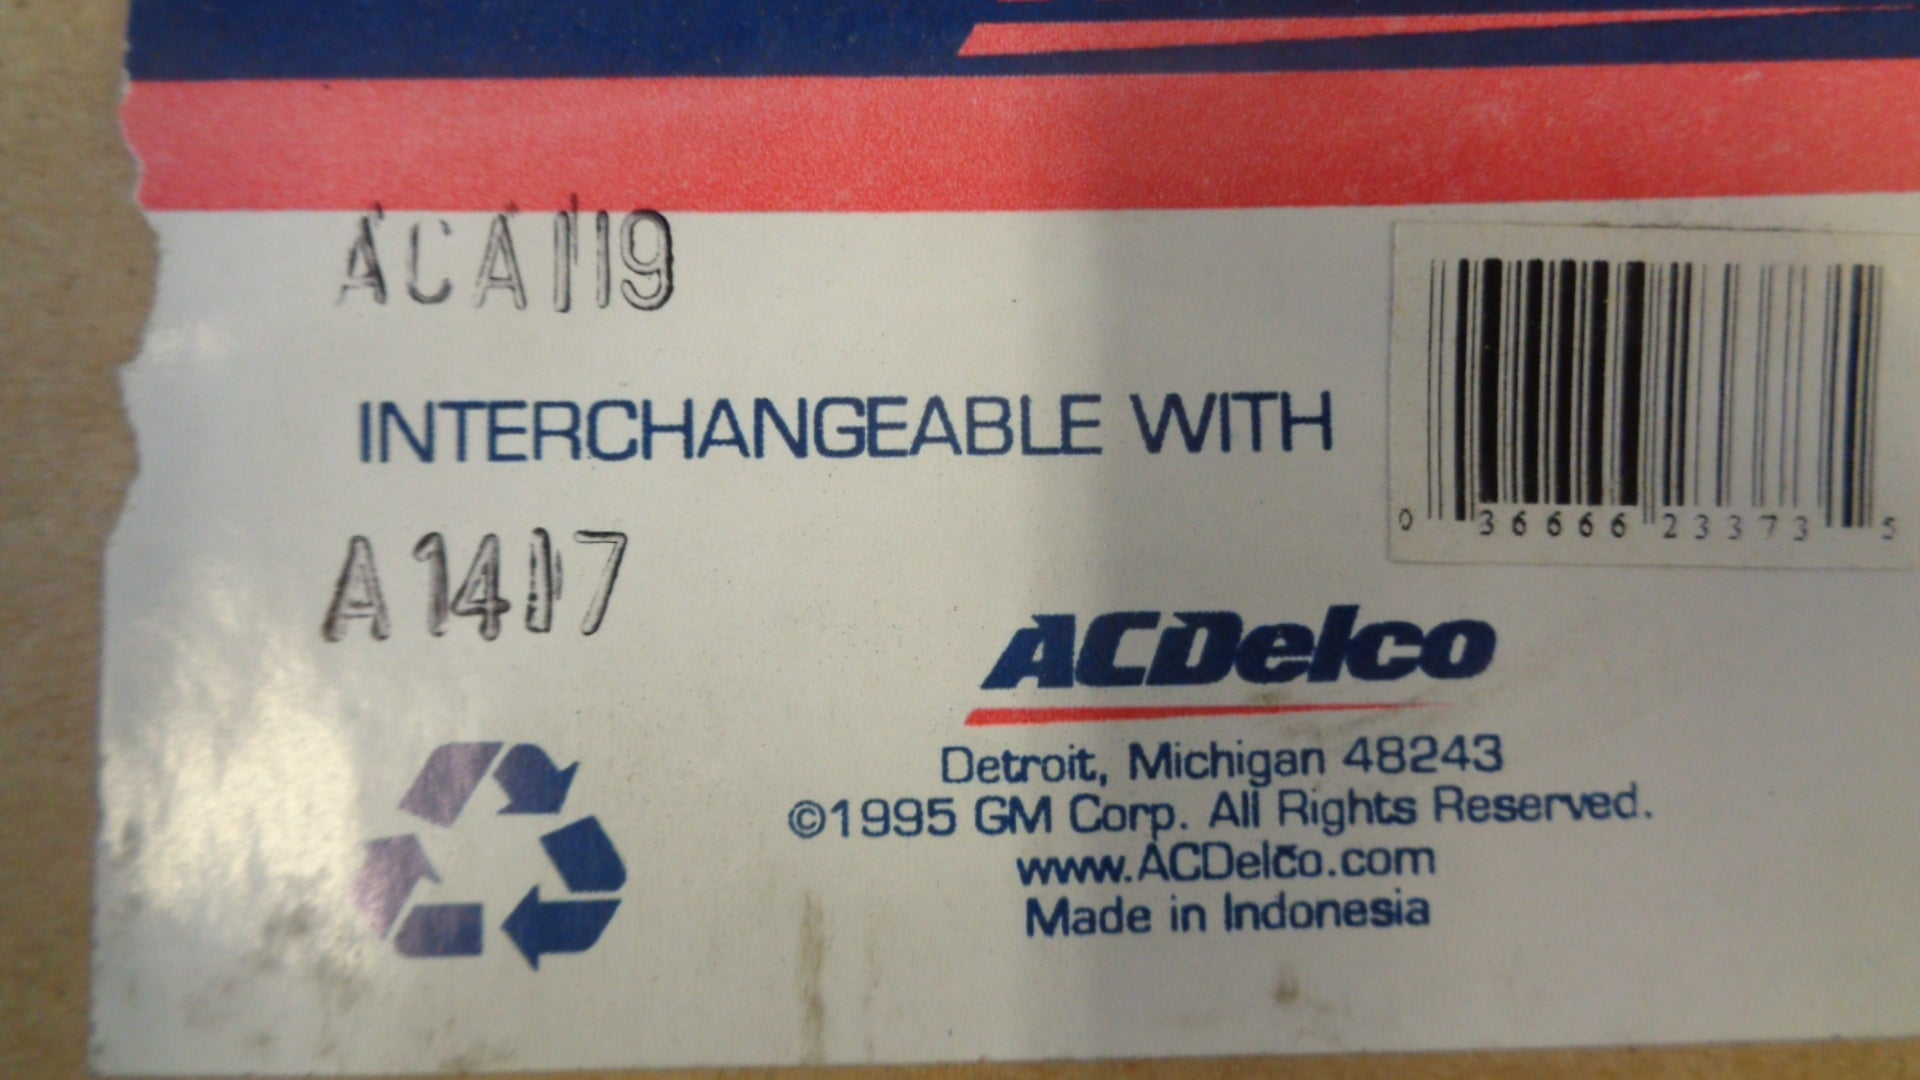 ACA119
INTERCHANGEABLE WITH
A1417
0 36666 23373 5
ACDelco
Detroit, Michigan 48243
©1995 GM Corp. All Rights Reserved.
www.ACDelco.com
Made in Indonesia